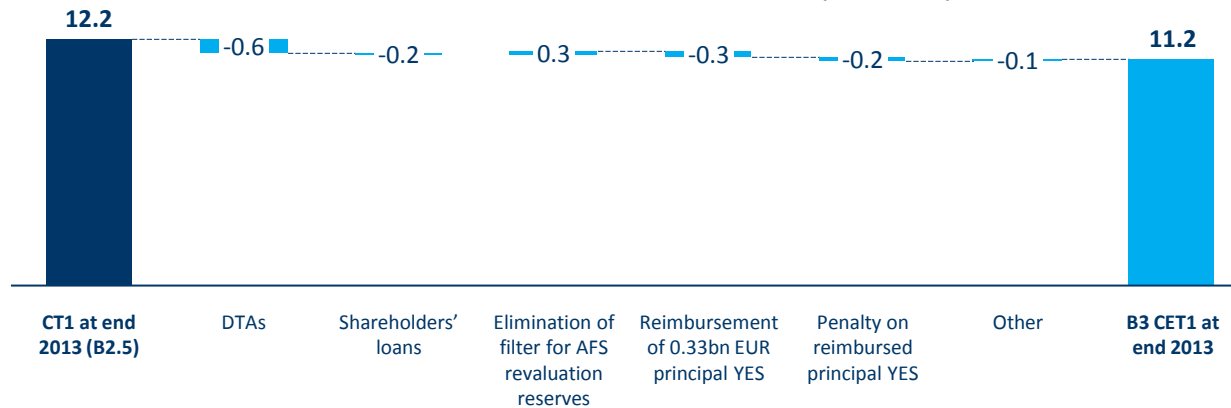 12.2
-0.6
-0.2
0.3
-0.3
-0.2
-0.1
11.2
CT1 at end
2013 (B2.5)
DTAs
Shareholders'
loans
Elimination of
filter for AFS
revaluation
reserves
Reimbursement
of 0.33bn EUR
principal YES
Penalty on
reimbursed
principal YES
Other
B3 CET1 at
end 2013